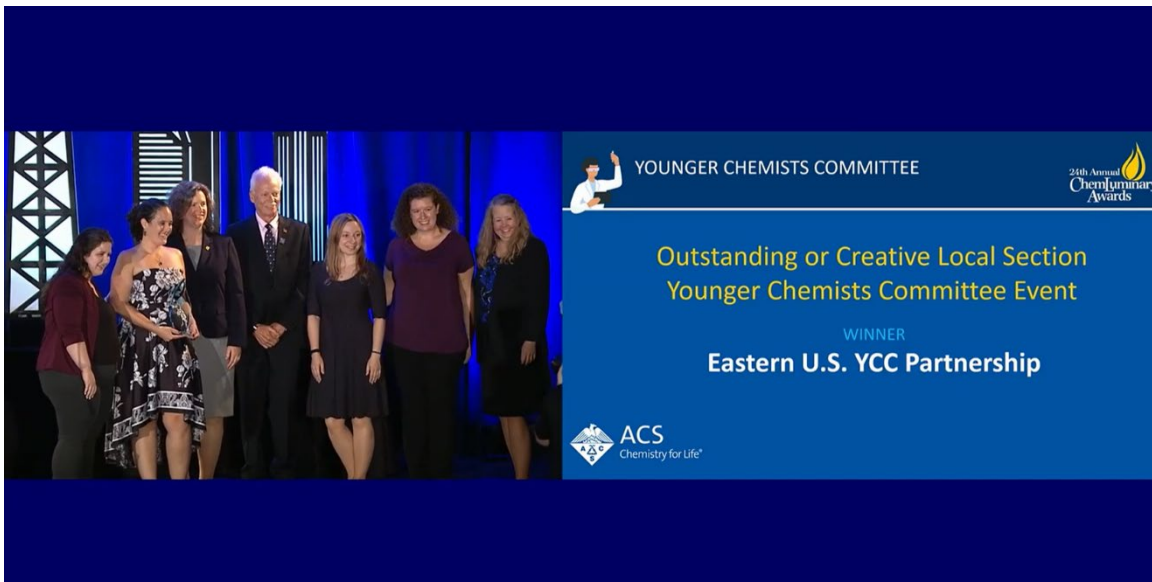 YOUNGER CHEMISTS COMMITTEE
24th Annual
ChemLuminary
Awards
Outstanding or Creative Local Section
Younger Chemists Committee Event
WINNER
Eastern U.S. YCC Partnership
ACS
Chemistry for Life®
A C S